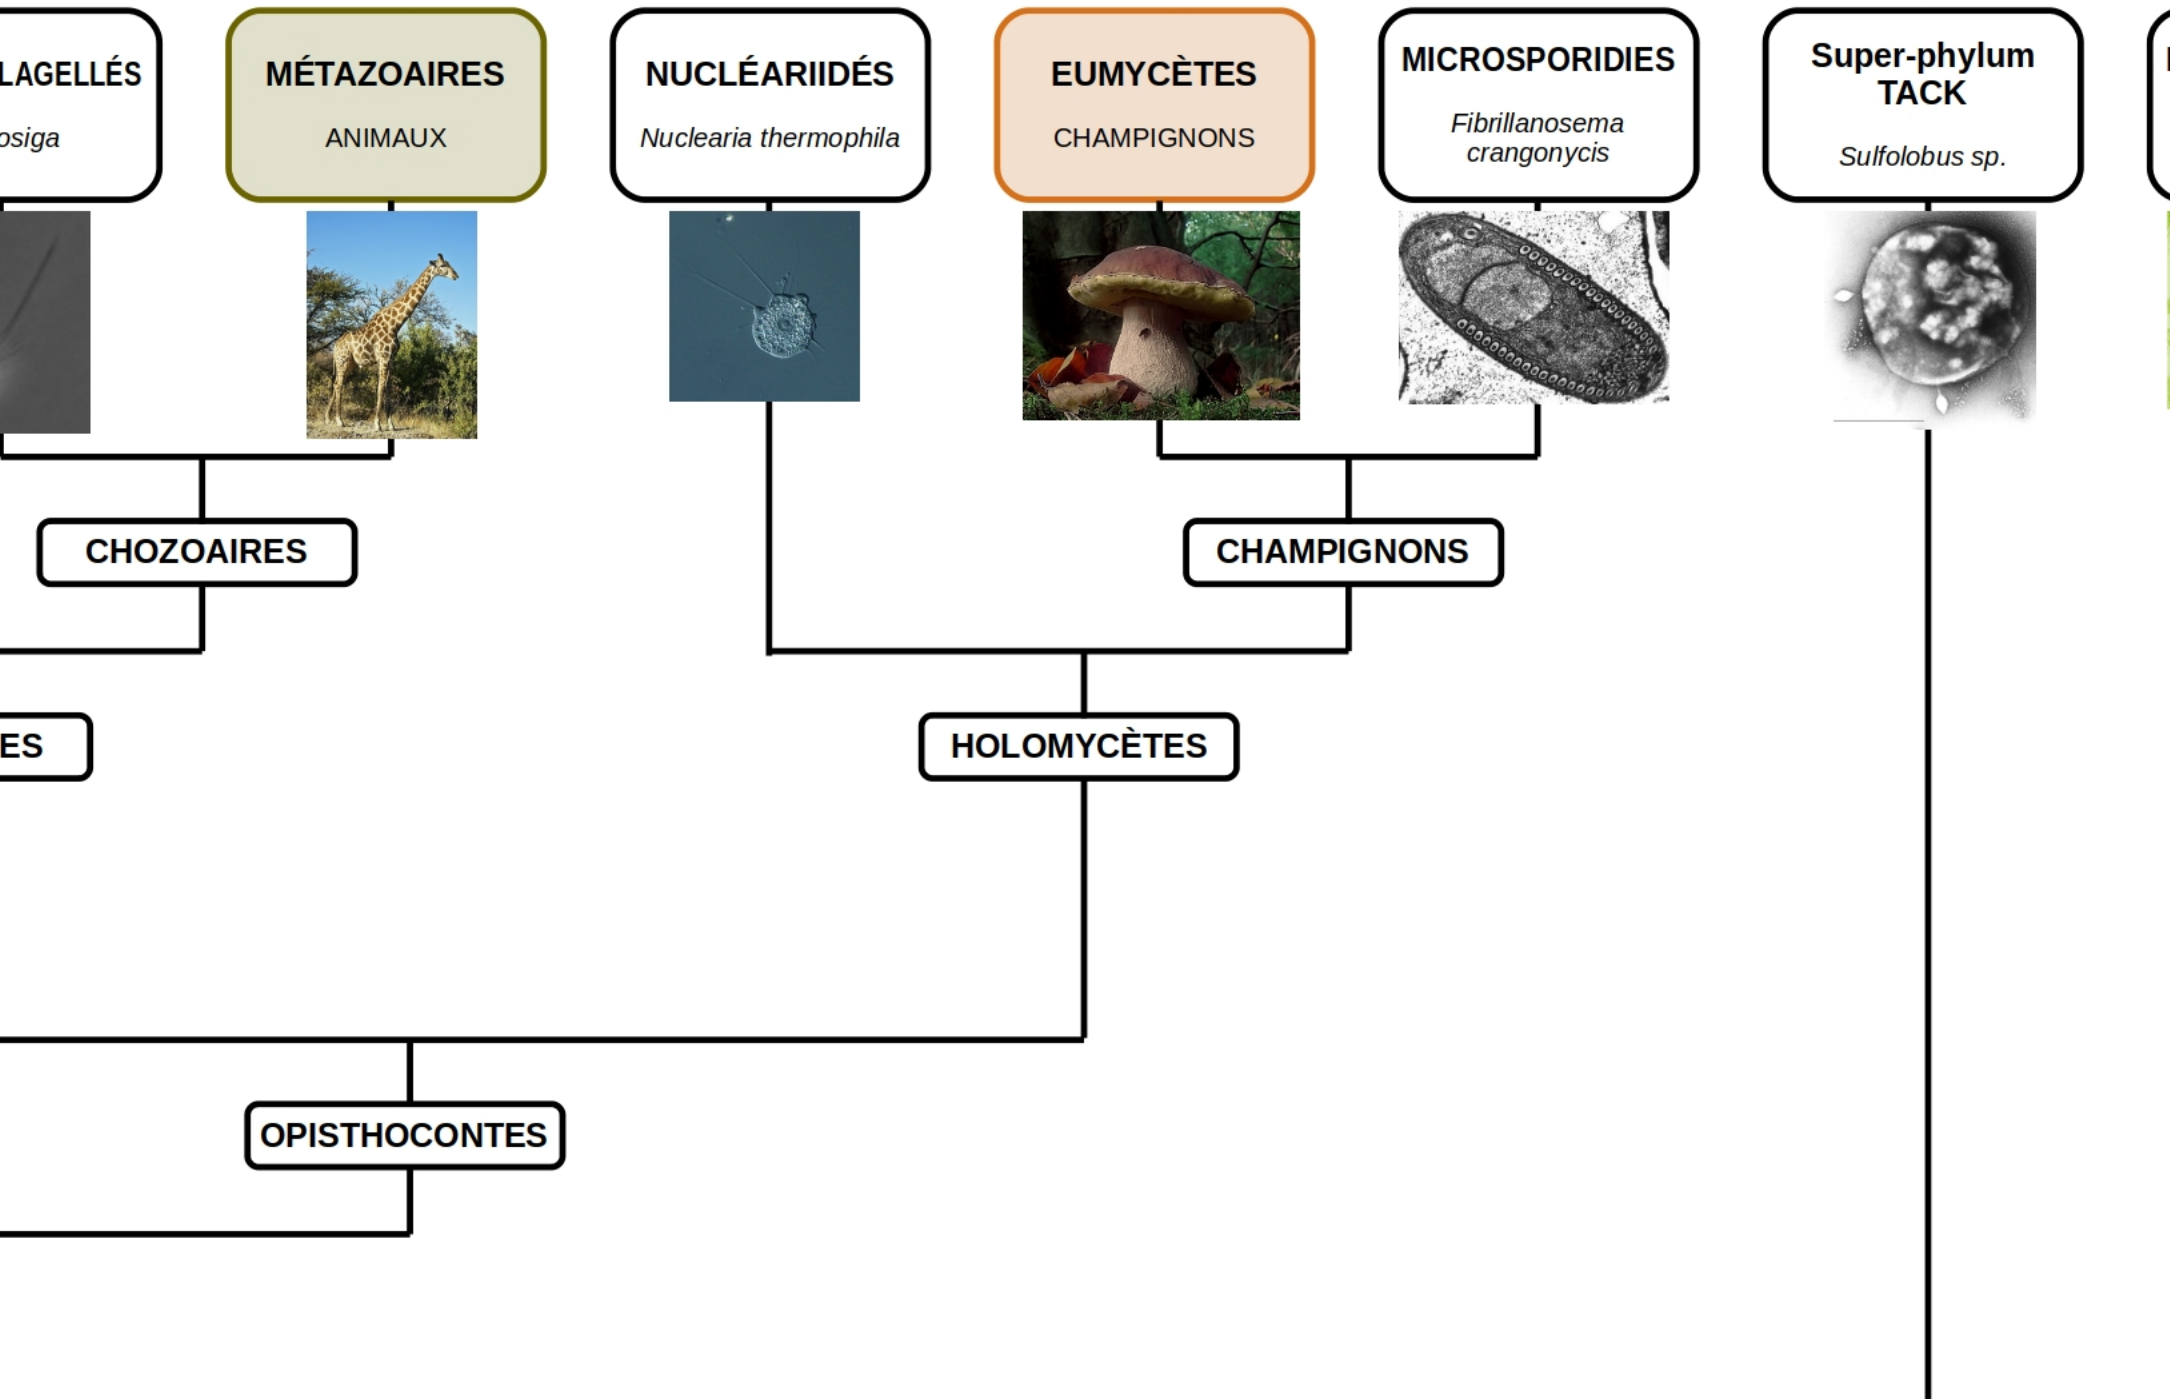 LAGELLÉS
osiga
MÉTAZOAIRES
ANIMAUX
NUCLÉARIIDÉS
Nuclearia thermophila
EUMYCÈTES
CHAMPIGNONS
MICROSPORIDIES
Fibrillanosema
crangonycis
Super-phylum
TACK
Sulfolobus sp.
CHOZOAIRES
CHAMPIGNONS
ES
HOLOMYCÈTES
OPISTHOCONTES